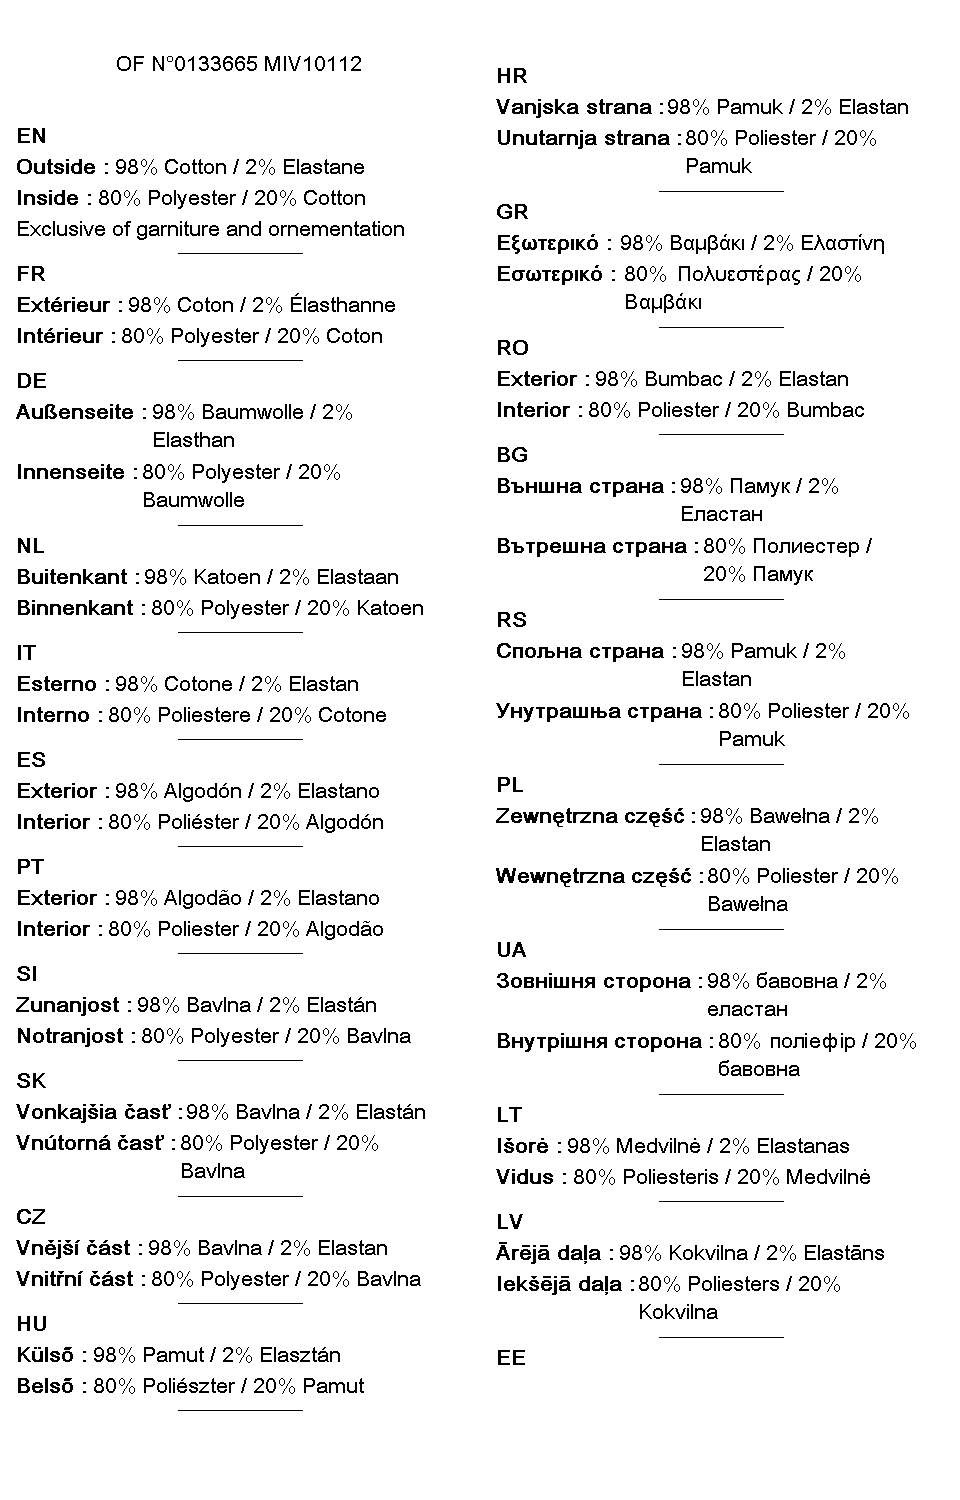 OF N°0133665 MIV10112
EN
Outside : 98% Cotton / 2% Elastane
Inside : 80% Polyester / 20% Cotton
Exclusive of garniture and ornementation
FR
Extérieur : 98% Coton / 2% Élasthanne
Intérieur : 80% Polyester / 20% Coton
DE
Außenseite : 98% Baumwolle / 2%
Elasthan
Innenseite : 80% Polyester / 20%
Baumwolle
NL
Buitenkant : 98% Katoen / 2% Elastaan
Binnenkant : 80% Polyester / 20% Katoen
IT
Esterno : 98% Cotone / 2% Elastan
Interno : 80% Poliestere / 20% Cotone
ES
Exterior : 98% Algodón / 2% Elastano
Interior : 80% Poliéster / 20% Algodón
PT
Exterior : 98% Algodão / 2% Elastano
Interior : 80% Poliester / 20% Algodão
SI
Zunanjost : 98% Bavlna / 2% Elastán
Notranjost : 80% Polyester / 20% Bavlna
SK
Vonkajšia časť : 98% Bavlna / 2% Elastán
Vnútorná časť : 80% Polyester / 20%
Bavlna
CZ
Vnější část : 98% Bavlna / 2% Elastan
Vnitřní část : 80% Polyester / 20% Bavlna
HU
Külső : 98% Pamut / 2% Elasztán
Belső : 80% Poliészter / 20% Pamut
HR
Vanjska strana : 98% Pamuk / 2% Elastan
Unutarnja strana : 80% Poliester / 20%
Pamuk
GR
Εξωτερικό : 98% Βαμβάκι / 2% Ελαστίνη
Εσωτερικό : 80% Πολυεστέρας / 20%
Βαμβάκι
RO
Exterior : 98% Bumbac / 2% Elastan
Interior : 80% Poliester / 20% Bumbac
BG
Външна страна : 98% Памук / 2%
Еластан
Вътрешна страна : 80% Полиестер /
20% Памук
RS
Спољна страна : 98% Pamuk / 2%
Elastan
Унутрашња страна : 80% Poliester / 20%
Pamuk
PL
Zewnętrzna część : 98% Bawełna / 2%
Elastan
Wewnętrzna część : 80% Poliester / 20%
Bawełna
UA
Зовнішня сторона : 98% бавовна / 2%
еластан
Внутрішня сторона : 80% поліефір / 20%
бавовна
LT
Išorė : 98% Medvilnė / 2% Elastanas
Vidus : 80% Poliesteris / 20% Medvilnė
LV
Ārējā daļa : 98% Kokvilna / 2% Elastāns
Iekšējā daļa : 80% Poliesters / 20%
Kokvilna
EE